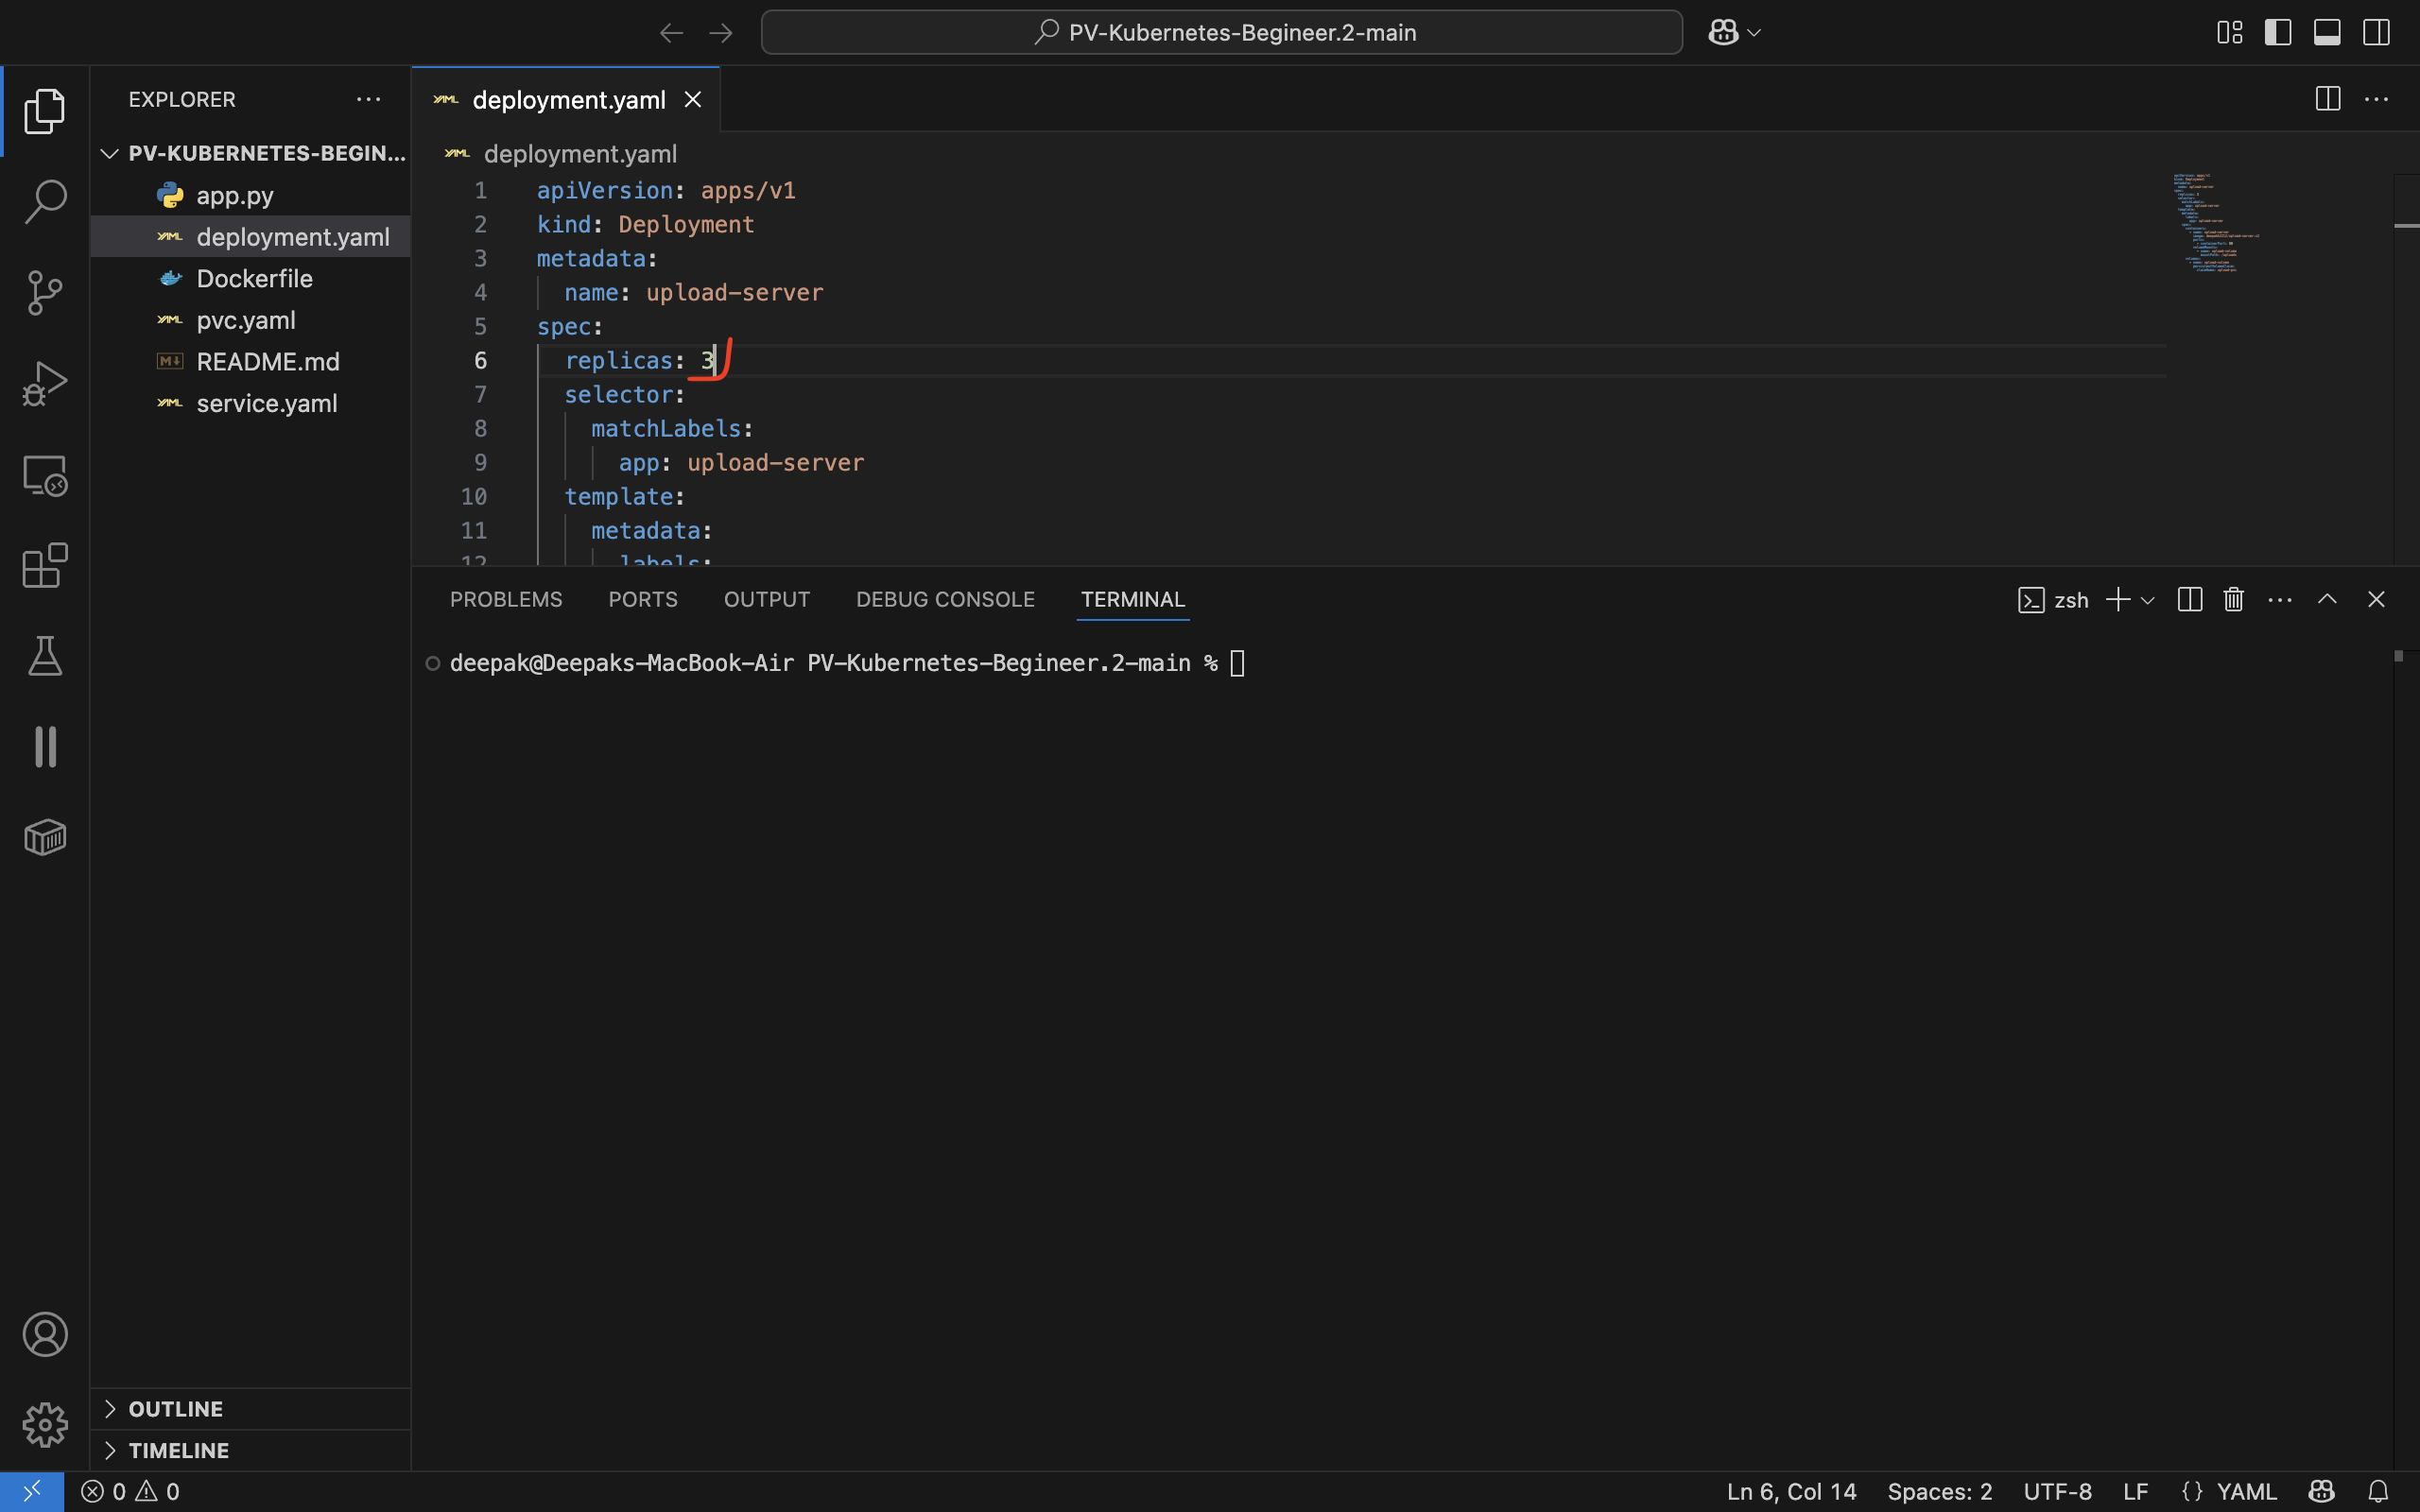 PV-Kubernetes-Begineer.2-main
EXPLORER
PV-KUBERNETES-BEGIN...
app.py
deployment.yaml
Dockerfile
pvc.yaml
README.md
service.yaml
OUTLINE
TIMELINE
deployment.yaml
deployment.yaml
1 apiVersion: apps/v1
2 kind: Deployment
3 metadata:
4 name: upload-server
5 spec:
6 replicas: 3
7 selector:
8 matchLabels:
9 app: upload-server
10 template:
11 metadata:
12 labels:
PROBLEMS PORTS OUTPUT DEBUG CONSOLE TERMINAL
zsh
deepak@Deepaks-MacBook-Air PV-Kubernetes-Begineer.2-main %
0 0 Ln 6, Col 14 Spaces: 2 UTF-8 LF {} YAML